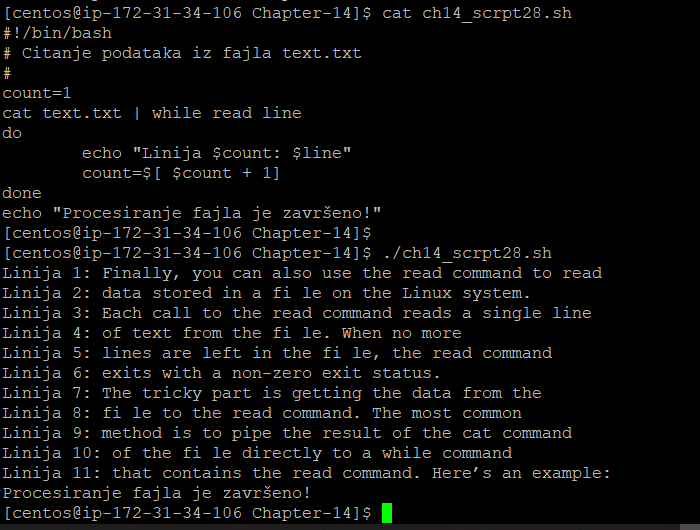 [centos@ip-172-31-34-106 Chapter-14]$ cat ch14_scrpt28.sh
#!/bin/bash
# Citanje podataka iz fajla text.txt
#
count=1
cat text.txt | while read line
do
        echo "Linija $count: $line"
        count=$[ $count + 1]
done
echo "Procesiranje fajla je završeno!"
[centos@ip-172-31-34-106 Chapter-14]$
[centos@ip-172-31-34-106 Chapter-14]$ ./ch14_scrpt28.sh
Linija 1: Finally, you can also use the read command to read
Linija 2: data stored in a fi le on the Linux system.
Linija 3: Each call to the read command reads a single line
Linija 4: of text from the fi le. When no more
Linija 5: lines are left in the fi le, the read command
Linija 6: exits with a non-zero exit status.
Linija 7: The tricky part is getting the data from the
Linija 8: fi le to the read command. The most common
Linija 9: method is to pipe the result of the cat command
Linija 10: of the fi le directly to a while command
Linija 11: that contains the read command. Here’s an example:
Procesiranje fajla je završeno!
[centos@ip-172-31-34-106 Chapter-14]$